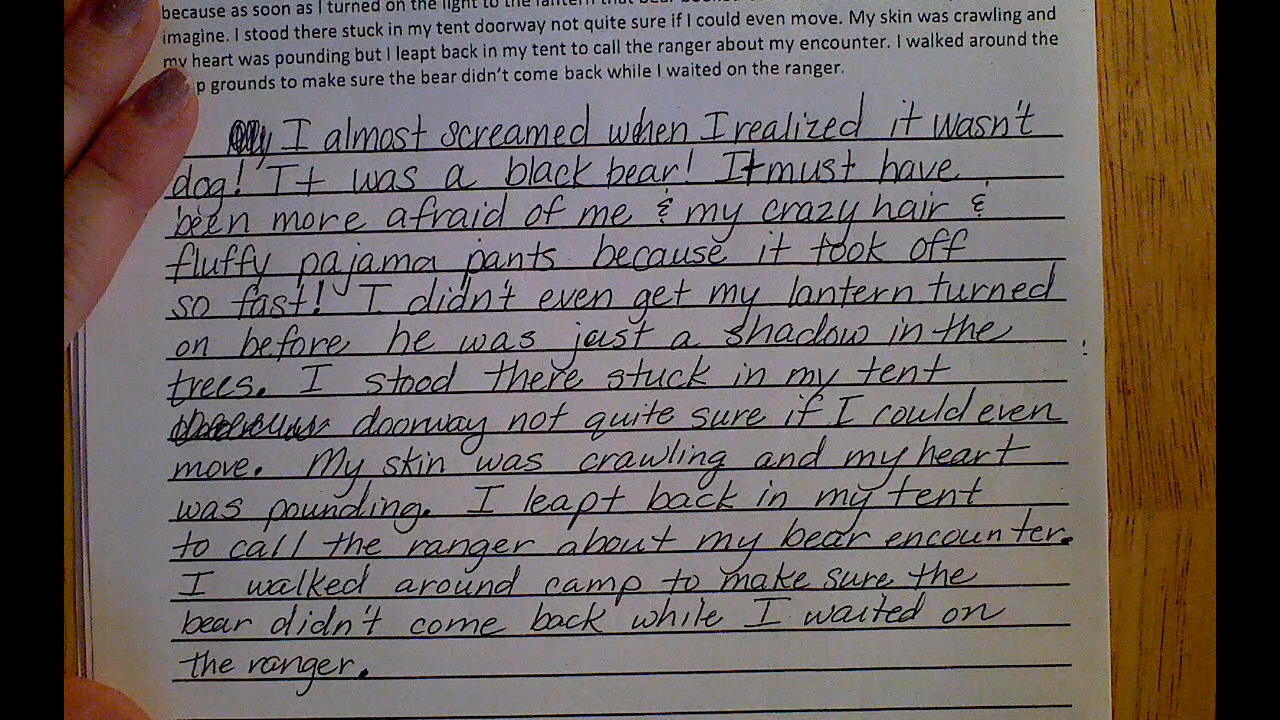 because as soon as I turned on the light to the lantern that bear
imagine. I stood there stuck in my tent doorway not quite sure if I could even move. My skin was crawling and
my heart was pounding but I leapt back in my tent to call the ranger about my encounter. I walked around the
p grounds to make sure the bear didn't come back while I waited on the ranger.
I almost screamed when I realized it wasn't
dog! It was a black bear! It must have
been more afraid of me & my crazy hair &
fluffy pajama pants because it took off
so fast! I didn't even get my lantern turned
on before he was just a shadow in the
trees. I stood there stuck in my tent
doorway not quite sure if I could even
move. My skin was crawling and my heart
was pounding. I leapt back in my tent
to call the ranger about my bear encounter.
I walked around camp to make sure the
bear didn't come back while I waited on
the ranger.